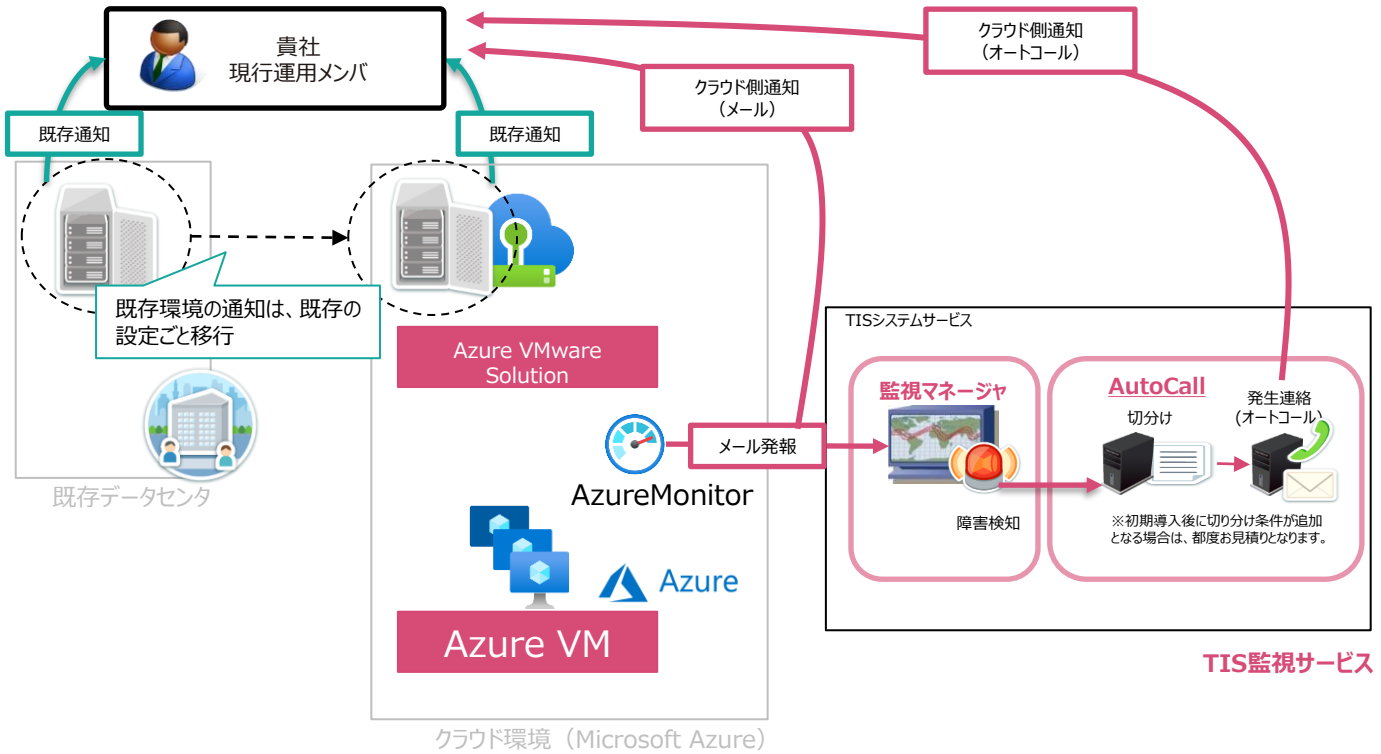 貴社
現行運用メンバ
クラウド側通知
（オートコール）
クラウド側通知
（メール）
既存通知
既存通知
既存環境の通知は、既存の
設定ごと移行
Azure VMware
Solution
既存データセンタ
メール発報
AzureMonitor
Azure
Azure VM
クラウド環境（Microsoft Azure）
TISシステムサービス
監視マネージャ
障害検知
AutoCall
切分け
発生連絡
(オートコール)
※初期導入後に切り分け条件が追加
となる場合は、都度お見積りとなります。
TIS監視サービス